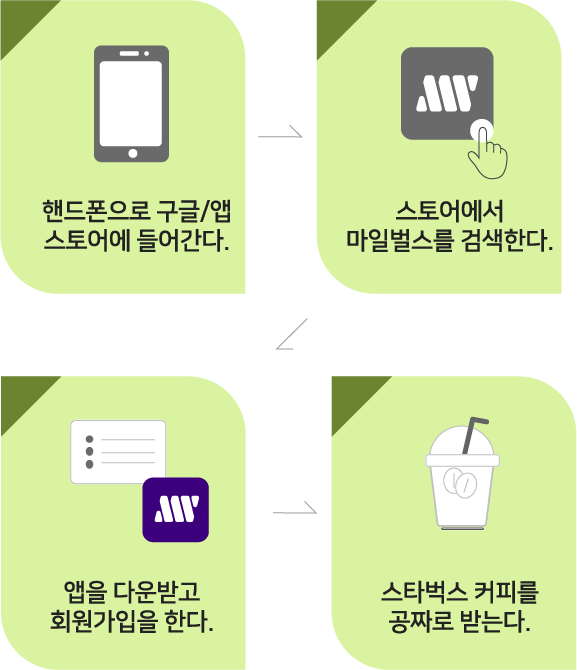 핸드폰으로 구글/앱
스토어에 들어간다.
스토어에서
마일벌스를 검색한다.
앱을 다운받고
회원가입을 한다.
스타벅스 커피를
공짜로 받는다.